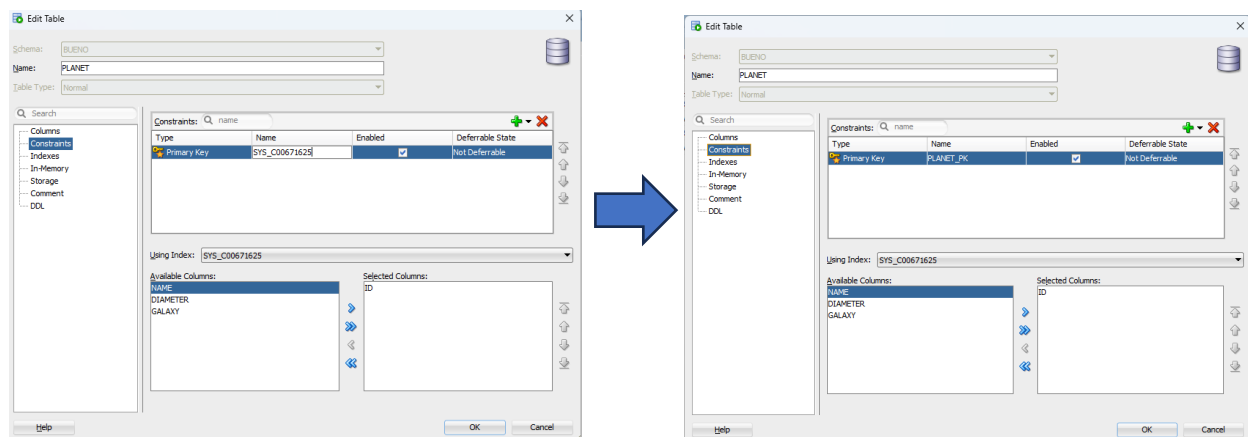 Edit Table
Schema: BUENO
Name: PLANET
Table Type: Normal
Search
Columns
Constraints
Indexes
In-Memory
Storage
Comment
DDL
Constraints: name
Type Name Enabled Deferrable State
Primary Key SYS_C00671625 Not Deferrable
Using Index: SYS_C00671625
Available Columns: Selected Columns:
NAME ID
DIAMETER
GALAXY
Help OK Cancel
Edit Table
Schema: BUENO
Name: PLANET
Table Type: Normal
Search
Columns
Constraints
Indexes
In-Memory
Storage
Comment
DDL
Constraints: name
Type Name Enabled Deferrable State
Primary Key PLANET_PK Not Deferrable
Using Index: SYS_C00671625
Available Columns: Selected Columns:
NAME ID
DIAMETER
GALAXY
Help OK Cancel